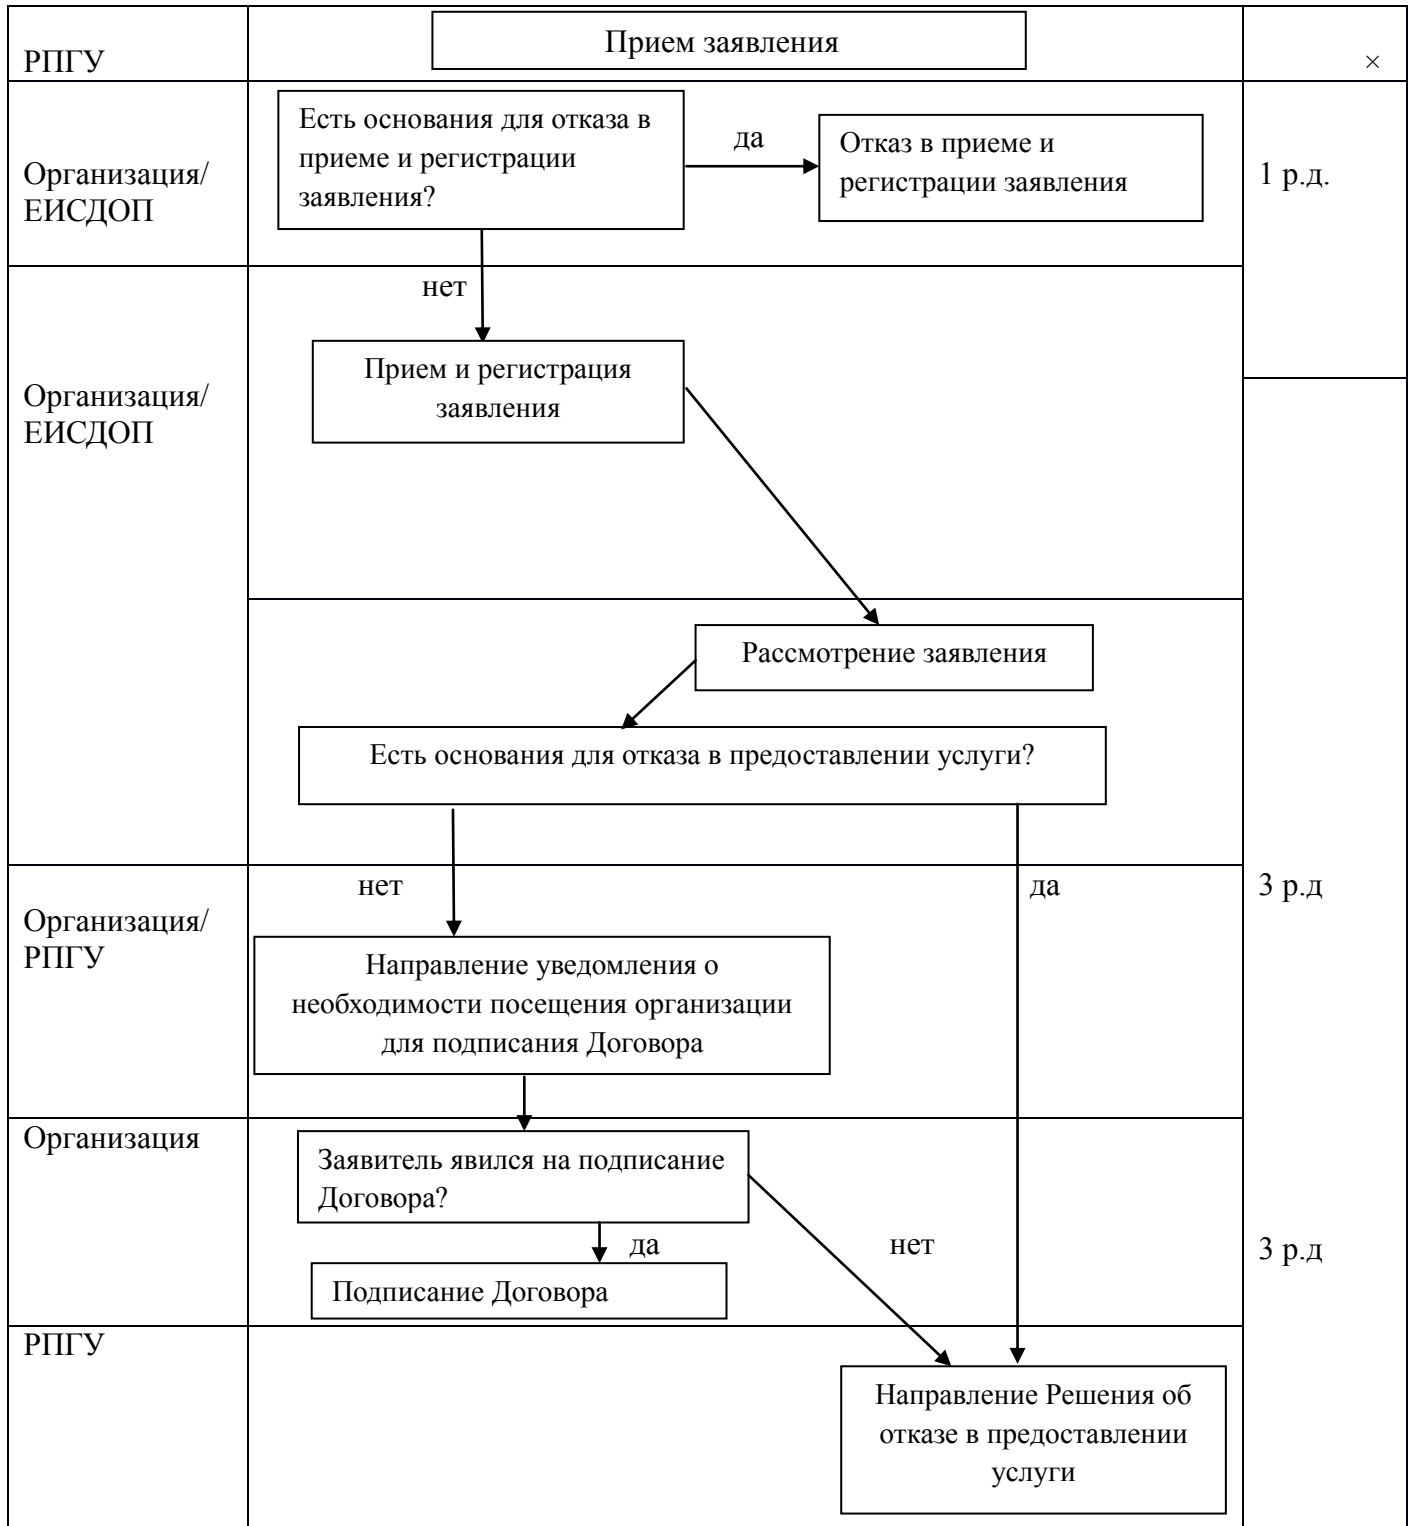 РПГУ
Прием заявления
×
Организация/
ЕИСДОП
Есть основания для отказа в
приеме и регистрации
заявления?
да
Отказ в приеме и
регистрации заявления
1 р.д.
нет
Организация/
ЕИСДОП
Прием и регистрация
заявления
Рассмотрение заявления
Есть основания для отказа в предоставлении услуги?
нет
да
3 р.д
Организация/
РПГУ
Направление уведомления о
необходимости посещения организации
для подписания Договора
Организация
Заявитель явился на подписание
Договора?
да
нет
3 р.д
Подписание Договора
РПГУ
Направление Решения об
отказе в предоставлении
услуги